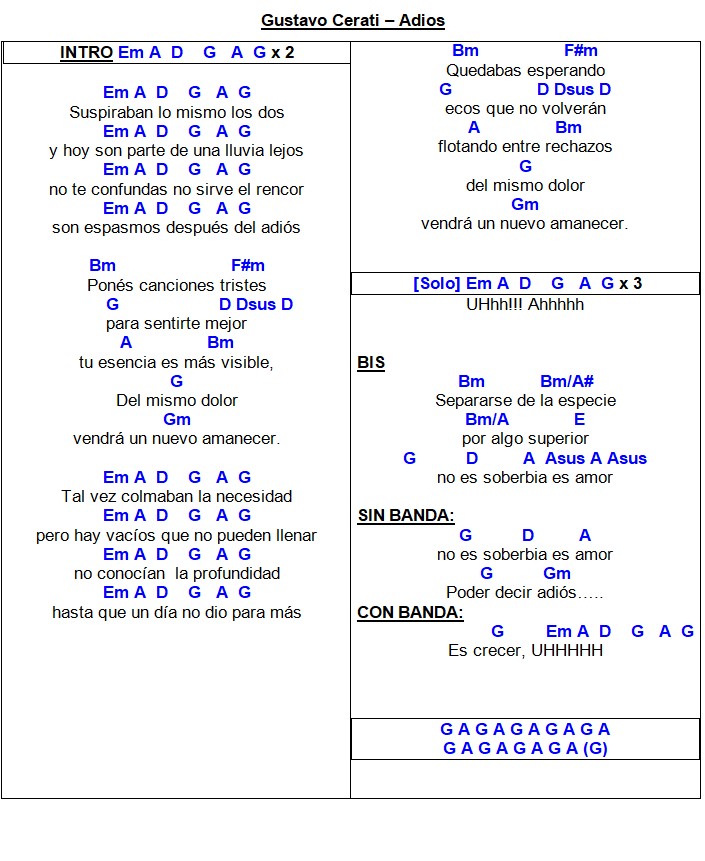 Gustavo Cerati – Adios
INTRO Em A D G A G x 2
Em A D G A G
Suspiraban lo mismo los dos
Em A D G A G
y hoy son parte de una lluvia lejos
Em A D G A G
no te confundas no sirve el rencor
Em A D G A G
son espasmos después del adiós
Bm F#m
Ponés canciones tristes
G D Dsus D
para sentirte mejor
A Bm
tu esencia es más visible,
G
Del mismo dolor
Gm
vendrá un nuevo amanecer.
Em A D G A G
Tal vez colmaban la necesidad
Em A D G A G
pero hay vacíos que no pueden llenar
Em A D G A G
no conocían la profundidad
Em A D G A G
hasta que un día no dio para más
Bm F#m
Quedabas esperando
G D Dsus D
ecos que no volverán
A Bm
flotando entre rechazos
G
del mismo dolor
Gm
vendrá un nuevo amanecer.
[Solo] Em A D G A G x 3
UHhh!!! Ahhhhh
BIS
Bm Bm/A#
Separarse de la especie
Bm/A E
por algo superior
G D A Asus A Asus
no es soberbia es amor
SIN BANDA:
G D A
no es soberbia es amor
G Gm
Poder decir adiós…..
CON BANDA:
G Em A D G A G
Es crecer, UHHHHH
G A G A G A G A G A
G A G A G A G A (G)